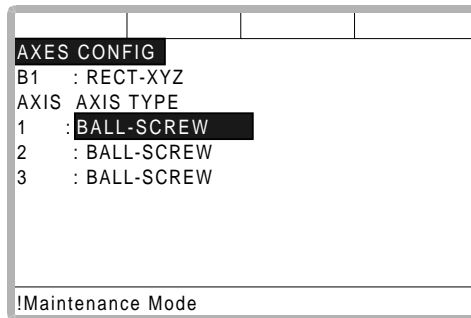 AXES CONFIG
B1 : RECT-XYZ
AXIS AXIS TYPE
1 : BALL-SCREW
2 : BALL-SCREW
3 : BALL-SCREW
!Maintenance Mode